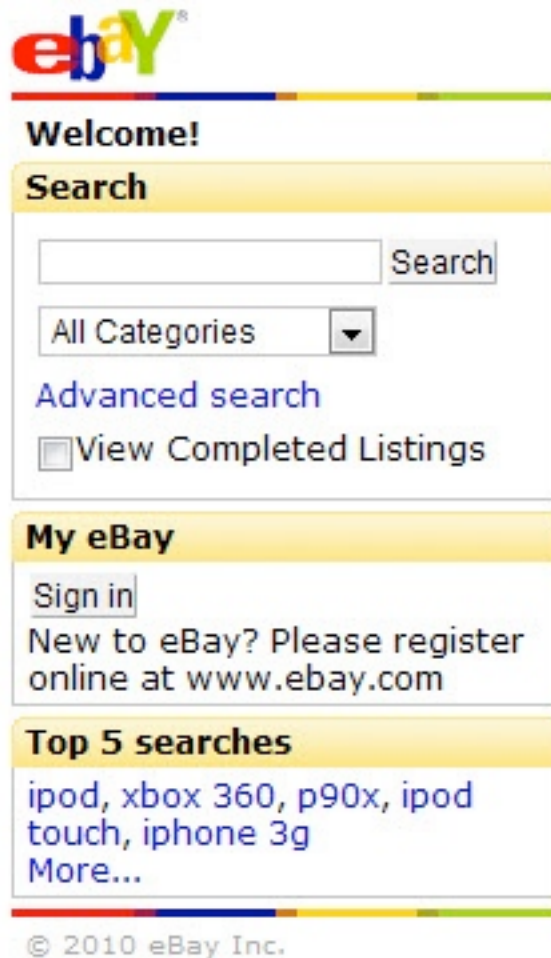 ebaY®
Welcome!
Search
Search
All Categories
Advanced search
View Completed Listings
My eBay
Sign in
New to eBay? Please register
online at www.ebay.com
Top 5 searches
ipod, xbox 360, p90x, ipod
touch, iphone 3g
More...
© 2010 eBay Inc.